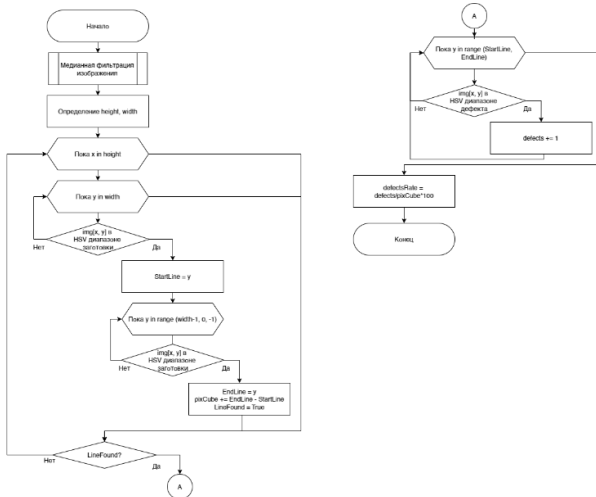 Начало
Медианная фильтрация
изображения
Определение height, width
Пока x in height
Пока y in width
img[x, y] в
HSV диапазоне
заготовки
Нет
Да
StartLine = y
Пока y in range (width-1, 0, -1)
img[x, y] в
HSV диапазоне
заготовки
Нет
Да
EndLine = y
pixCube += EndLine - StartLine
LineFound = True
LineFound?
Нет
Да
A
A
Пока y in range (StartLine,
EndLine)
img[x, y] в
HSV диапазоне
дефекта
Нет
Да
defects += 1
defectsRate =
defects/pixCube*100
Конец